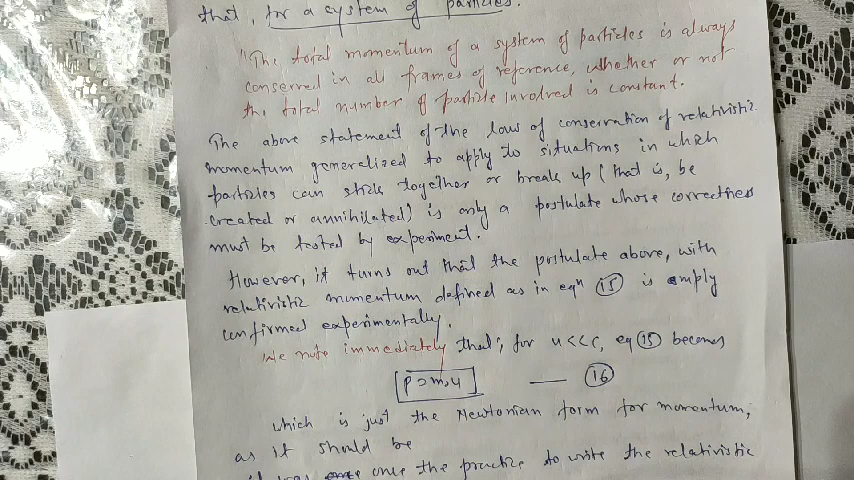 that, for a system of particles.
"The total momentum of a system of particles is always
conserved in all frames of reference, whether or not
the total number of particle involved is constant.
The above statement of the law of conservation of relativistic
momentum generalized to apply to situations in which
particles can stick together or break up (that is, be
created or annihilated) is only a postulate whose correctness
must be tested by experiment.
However, it turns out that the postulate above, with
relativistic momentum defined as in eqn (15) is amply
confirmed experimentally.
We note immediately that, for u<<c, eq (15) becomes
(16)
which is just the Newtonian form for momentum,
as it should be
once the practice to write the relativistic